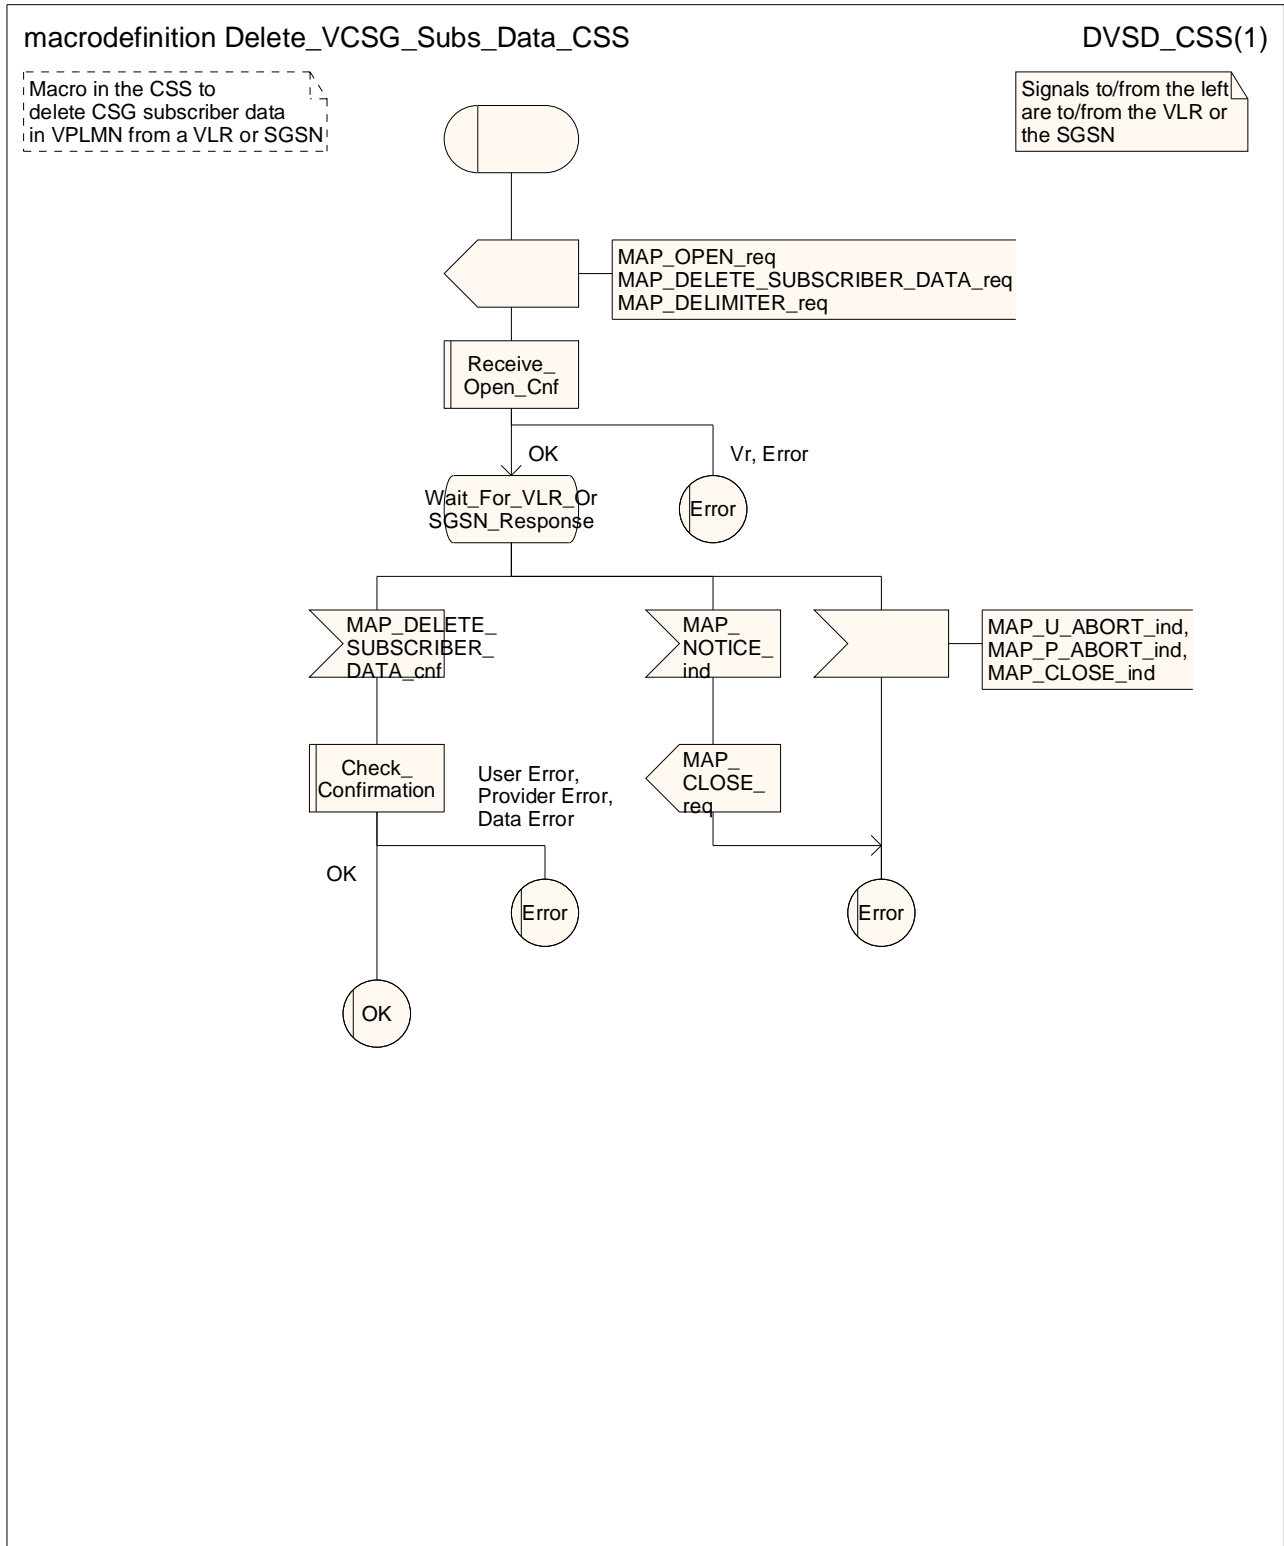 macrodefinition Delete_VCSG_Subs_Data_CSS
DVSD_CSS(1)
Macro in the CSS to
delete CSG subscriber data
in VPLMN from a VLR or SGSN
Signals to/from the left
are to/from the VLR or
the SGSN
MAP_OPEN_req
MAP_DELETE_SUBSCRIBER_DATA_req
MAP_DELIMITER_req
Receive_
Open_Cnf
OK
Vr, Error
Wait_For_VLR_Or
SGSN_Response
Error
MAP_DELETE_
SUBSCRIBER_
DATA_cnf
MAP_
NOTICE_
ind
MAP_U_ABORT_ind,
MAP_P_ABORT_ind,
MAP_CLOSE_ind
Check_
Confirmation
User Error,
Provider Error,
Data Error
MAP_
CLOSE_
req
OK
Error
Error
OK